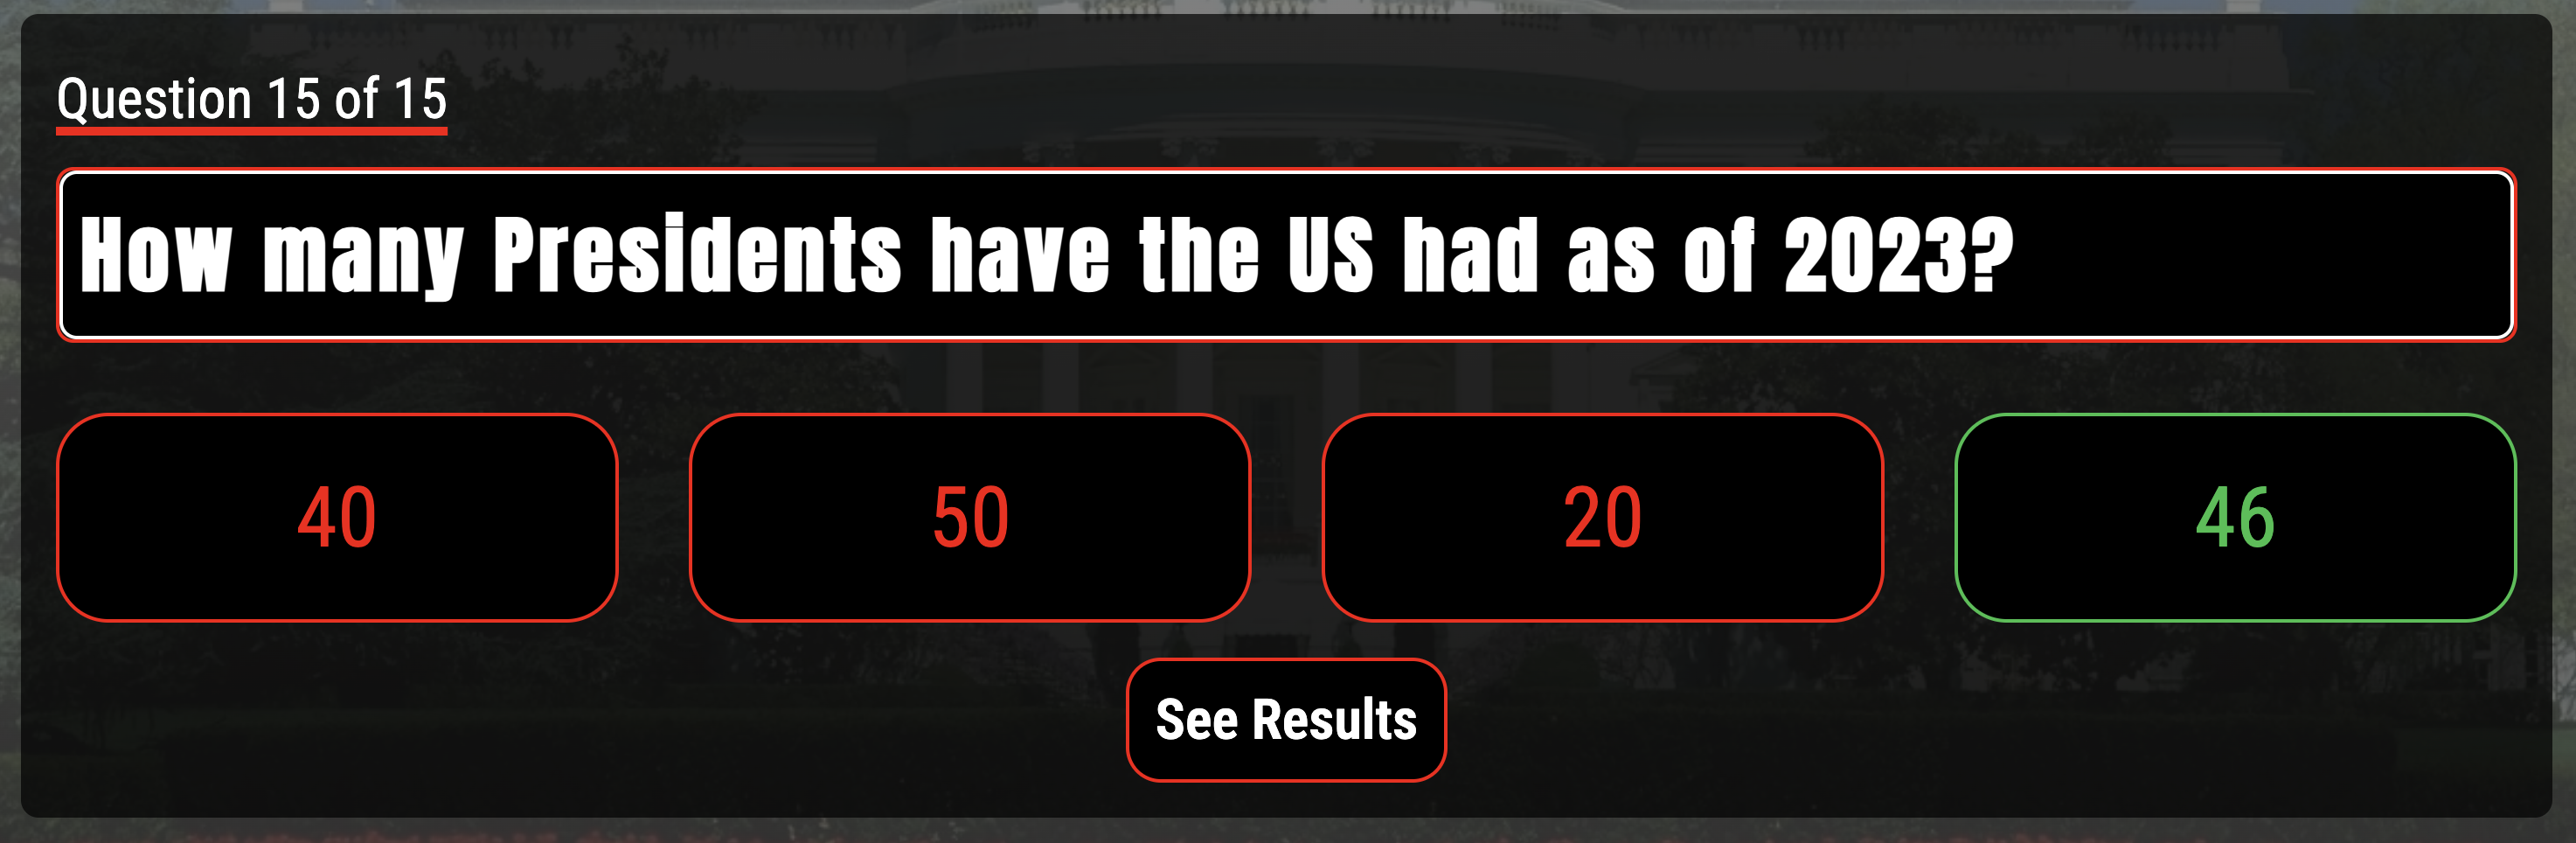 Question 15 of 15
How many Presidents have the US had as of 2023?
40
50
20
46
See Results